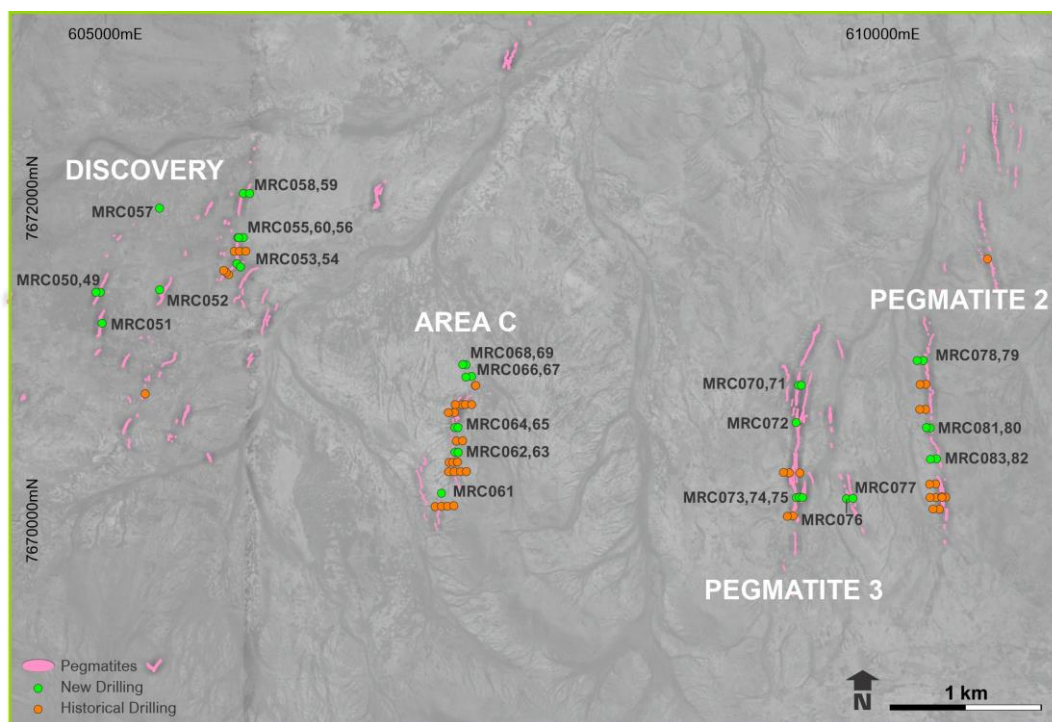 605000mE
610000mE
7672000mN
7670000mN
DISCOVERY
MRC058,59
MRC057
MRC055,60,56
MRC053,54
MRC050,49
MRC052
MRC051
AREA C
MRC068,69
MRC066,67
MRC064,65
MRC062,63
MRC061
PEGMATITE 2
MRC078,79
MRC070,71
MRC072
MRC081,80
MRC083,82
MRC077
MRC073,74,75
MRC076
PEGMATITE 3
Pegmatites
New Drilling
Historical Drilling
N
1 km